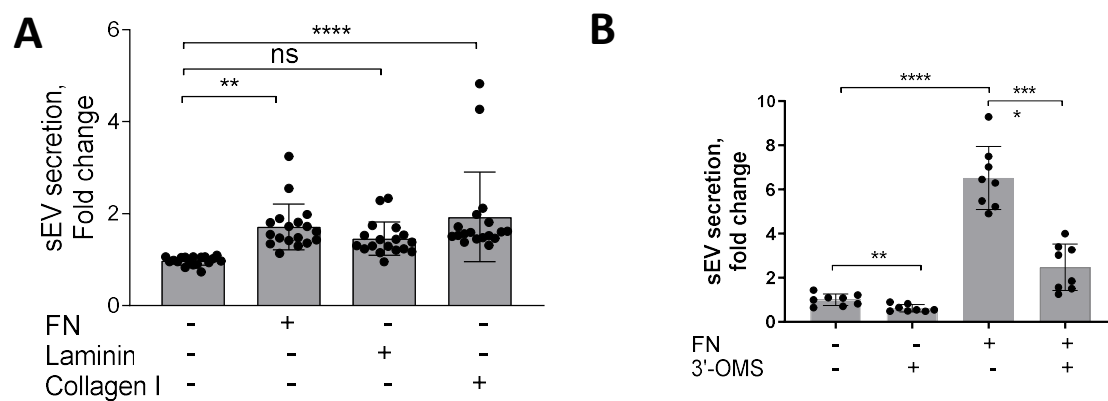 A
sEV secretion,
Fold change
6
4
2
0
****
ns
**
FN - + - -
Laminin - - + -
Collagen I - - - +
B
sEV secretion,
fold change
10
8
6
4
2
0
****
***
*
**
FN - - + +
3'-OMS - + - +